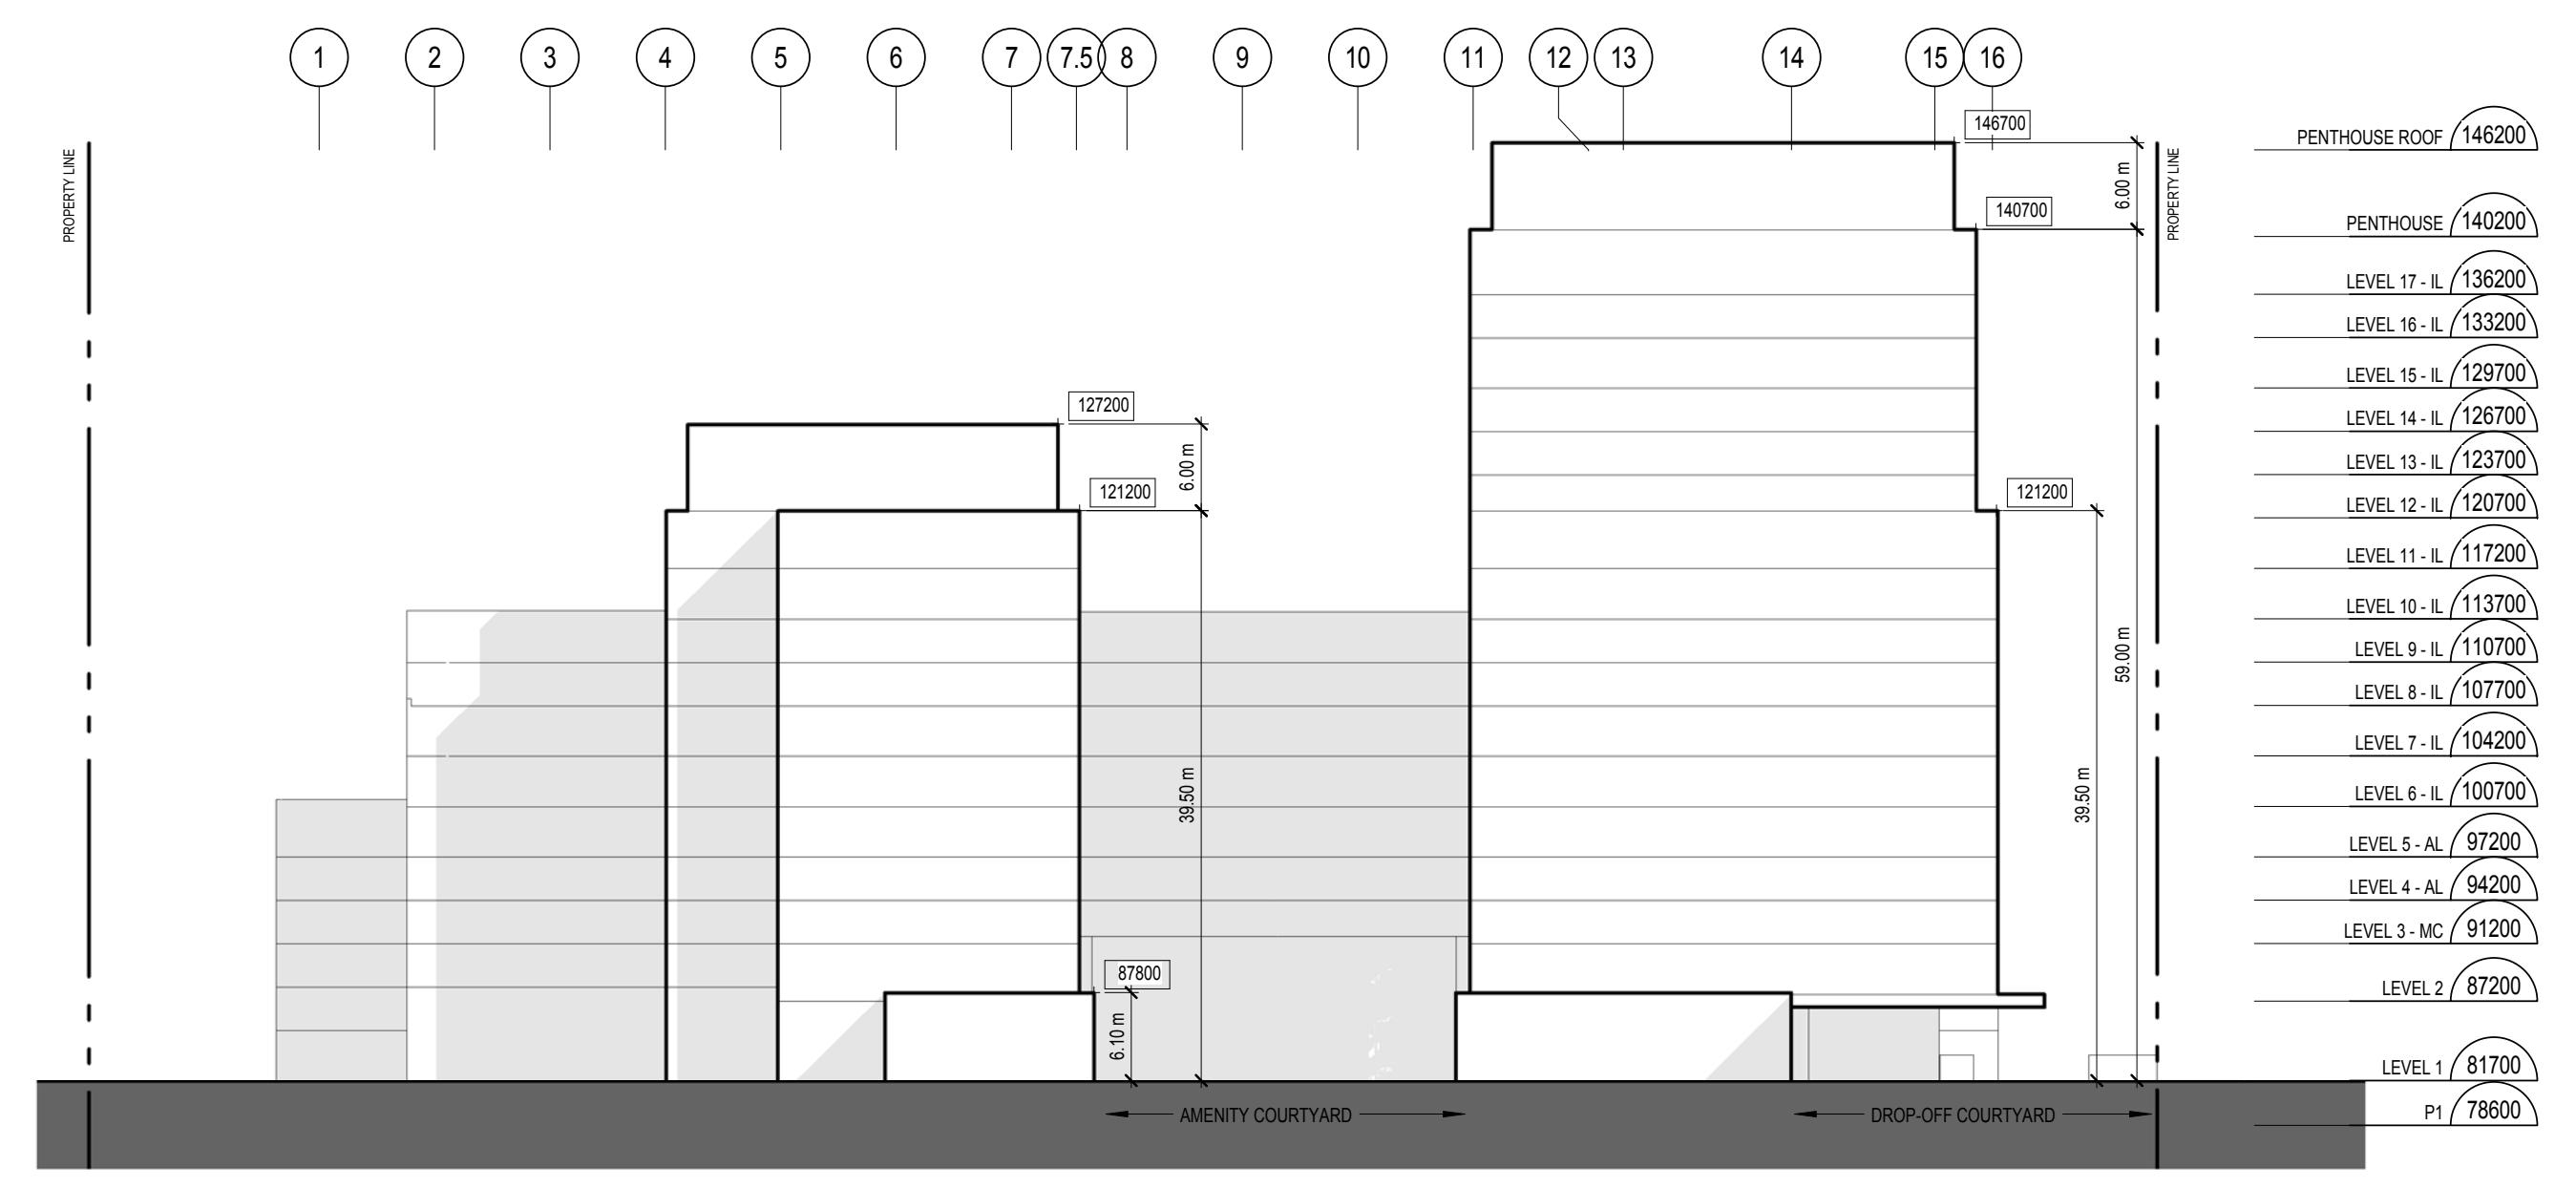 1 2 3 4 5 6 7 7.5 8 9 10 11 12 13 14 15 16
PROPERTY LINE
PROPERTY LINE
146700
6.00 m
140700
127200
6.00 m
121200
121200
59.00 m
39.50 m
39.50 m
87800
6.10 m
AMENITY COURTYARD
DROP-OFF COURTYARD
PENTHOUSE ROOF 146200
PENTHOUSE 140200
LEVEL 17 - IL 136200
LEVEL 16 - IL 133200
LEVEL 15 - IL 129700
LEVEL 14 - IL 126700
LEVEL 13 - IL 123700
LEVEL 12 - IL 120700
LEVEL 11 - IL 117200
LEVEL 10 - IL 113700
LEVEL 9 - IL 110700
LEVEL 8 - IL 107700
LEVEL 7 - IL 104200
LEVEL 6 - IL 100700
LEVEL 5 - AL 97200
LEVEL 4 - AL 94200
LEVEL 3 - MC 91200
LEVEL 2 87200
LEVEL 1 81700
P1 78600